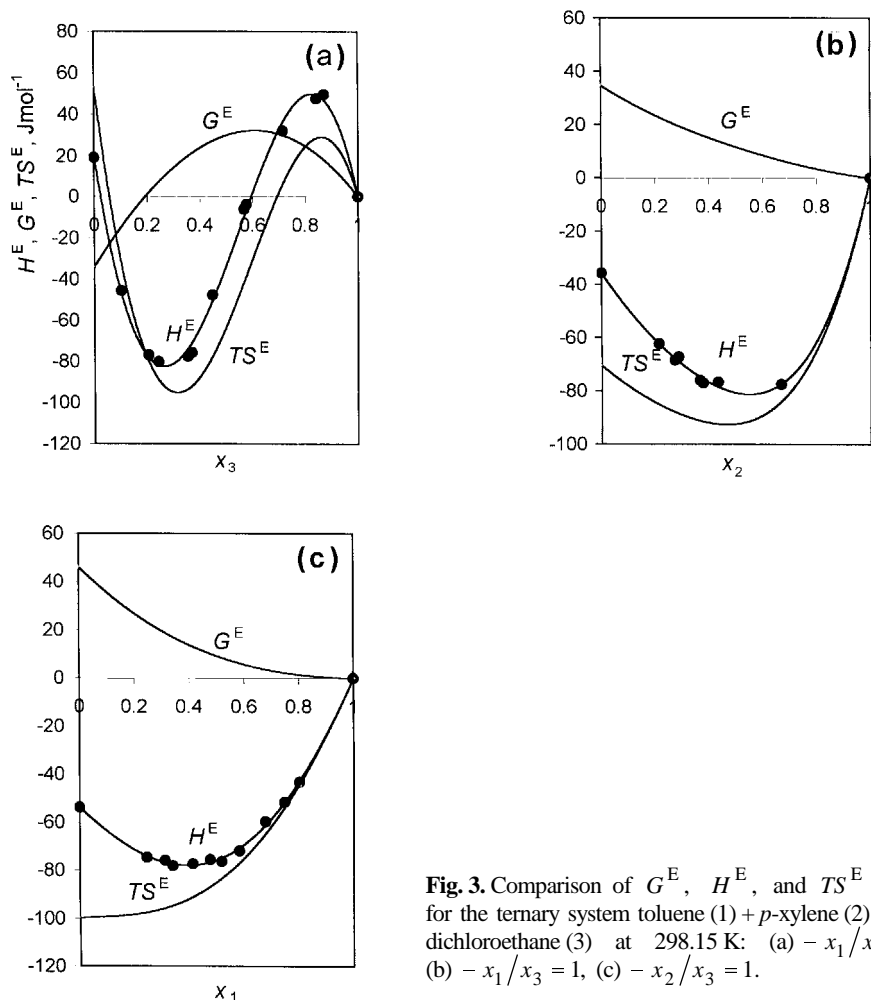 (a)
80
60
40
20
0
-20
-40
-60
-80
-100
-120
0 0.2 0.4 0.6 0.8 1
H^E, G^E, TS^E, Jmol^-1
G^E
H^E
TS^E
x_3
(b)
60
40
20
0
-20
-40
-60
-80
-100
0 0.2 0.4 0.6 0.8 1
G^E
H^E
TS^E
x_2
(c)
60
40
20
0
-20
-40
-60
-80
-100
-120
0 0.2 0.4 0.6 0.8 1
G^E
H^E
TS^E
x_1
Fig. 3. Comparison of G^E, H^E, and TS^E
for the ternary system toluene (1) + p-xylene (2)
dichloroethane (3) at 298.15 K: (a) – x_1/x
(b) – x_1/x_3 = 1, (c) – x_2/x_3 = 1.